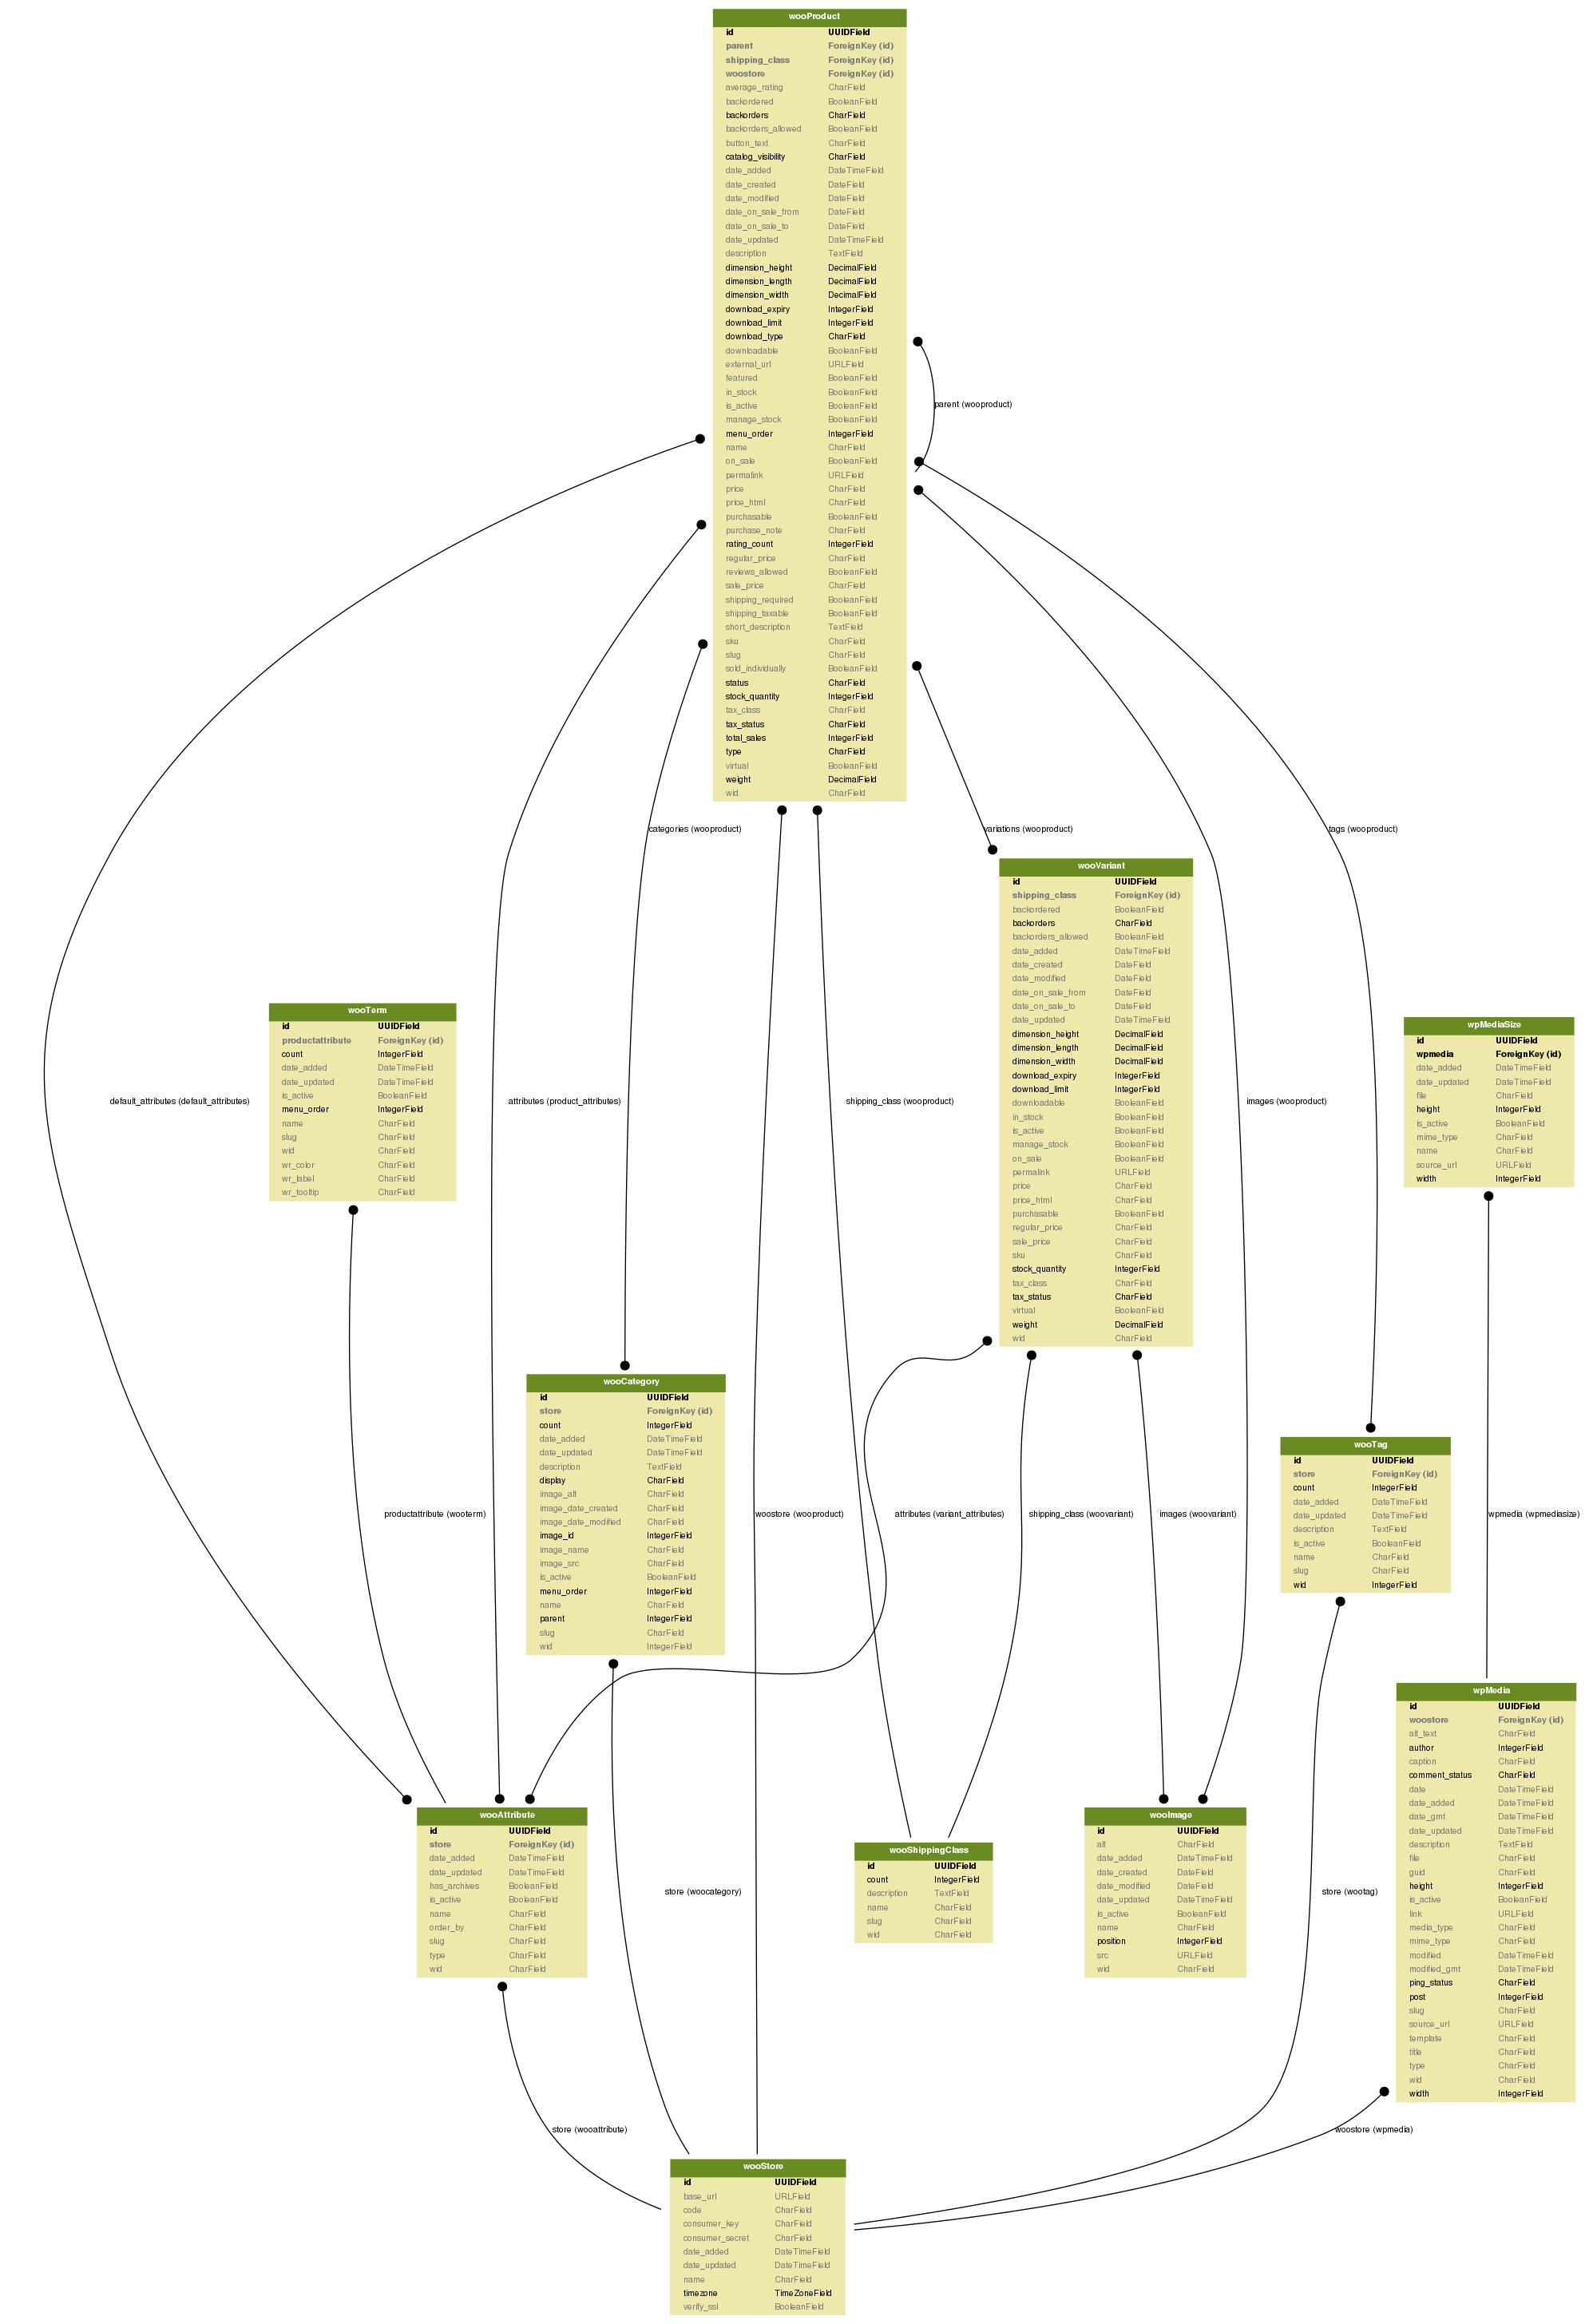 wooProduct
id UUIDField
parent ForeignKey (id)
shipping_class ForeignKey (id)
woostore ForeignKey (id)
average_rating CharField
backordered BooleanField
backorders CharField
backorders_allowed BooleanField
button_text CharField
catalog_visibility CharField
date_added DateTimeField
date_created DateField
date_modified DateField
date_on_sale_from DateField
date_on_sale_to DateField
date_updated DateTimeField
description TextField
dimension_height DecimalField
dimension_length DecimalField
dimension_width DecimalField
download_expiry IntegerField
download_limit IntegerField
download_type CharField
downloadable BooleanField
external_url URLField
featured BooleanField
in_stock BooleanField
is_active BooleanField
manage_stock BooleanField
menu_order IntegerField
name CharField
on_sale BooleanField
permalink URLField
price CharField
price_html CharField
purchasable BooleanField
purchase_note CharField
rating_count IntegerField
regular_price CharField
reviews_allowed BooleanField
sale_price CharField
shipping_required BooleanField
shipping_taxable BooleanField
short_description TextField
sku CharField
slug CharField
sold_individually BooleanField
status CharField
stock_quantity IntegerField
tax_class CharField
tax_status CharField
total_sales IntegerField
type CharField
virtual BooleanField
weight DecimalField
wid CharField
parent (wooproduct)
categories (wooproduct)
variations (wooproduct)
tags (wooproduct)
wooVariant
id UUIDField
shipping_class ForeignKey (id)
backordered BooleanField
backorders CharField
backorders_allowed BooleanField
date_added DateTimeField
date_created DateField
date_modified DateField
date_on_sale_from DateField
date_on_sale_to DateField
date_updated DateTimeField
dimension_height DecimalField
dimension_length DecimalField
dimension_width DecimalField
download_expiry IntegerField
download_limit IntegerField
downloadable BooleanField
in_stock BooleanField
is_active BooleanField
manage_stock BooleanField
on_sale BooleanField
permalink URLField
price CharField
price_html CharField
purchasable BooleanField
regular_price CharField
sale_price CharField
sku CharField
stock_quantity IntegerField
tax_class CharField
tax_status CharField
virtual BooleanField
weight DecimalField
wid CharField
wooTerm
id UUIDField
productattribute ForeignKey (id)
count IntegerField
date_added DateTimeField
date_updated DateTimeField
is_active BooleanField
menu_order IntegerField
name CharField
slug CharField
wid CharField
wr_color CharField
wr_label CharField
wr_tooltip CharField
wpMediaSize
id UUIDField
wpmedia ForeignKey (id)
date_added DateTimeField
date_updated DateTimeField
file CharField
height IntegerField
is_active BooleanField
mime_type CharField
name CharField
source_url URLField
width IntegerField
default_attributes (default_attributes)
attributes (product_attributes)
shipping_class (wooproduct)
images (wooproduct)
wooCategory
id UUIDField
store ForeignKey (id)
count IntegerField
date_added DateTimeField
date_updated DateTimeField
description TextField
display CharField
image_alt CharField
image_date_created CharField
image_date_modified CharField
image_id IntegerField
image_name CharField
image_src CharField
is_active BooleanField
menu_order IntegerField
name CharField
parent IntegerField
slug CharField
wid IntegerField
wooTag
id UUIDField
store ForeignKey (id)
count IntegerField
date_added DateTimeField
date_updated DateTimeField
description TextField
is_active BooleanField
name CharField
slug CharField
wid IntegerField
productattribute (wooterm)
woostore (wooproduct)
attributes (variant_attributes)
shipping_class (woovariant)
images (woovariant)
wpmedia (wpmediasize)
wpMedia
id UUIDField
woostore ForeignKey (id)
alt_text CharField
author IntegerField
caption CharField
comment_status CharField
date DateTimeField
date_added DateTimeField
date_gmt DateTimeField
date_updated DateTimeField
description TextField
file CharField
guid CharField
height IntegerField
is_active BooleanField
link URLField
media_type CharField
mime_type CharField
modified DateTimeField
modified_gmt DateTimeField
ping_status CharField
post IntegerField
slug CharField
source_url URLField
template CharField
title CharField
type CharField
wid CharField
width IntegerField
wooAttribute
id UUIDField
store ForeignKey (id)
date_added DateTimeField
date_updated DateTimeField
has_archives BooleanField
is_active BooleanField
name CharField
order_by CharField
slug CharField
type CharField
wid CharField
wooShippingClass
id UUIDField
count IntegerField
description TextField
name CharField
slug CharField
wid CharField
wooImage
id UUIDField
alt CharField
date_added DateTimeField
date_created DateField
date_modified DateField
date_updated DateTimeField
is_active BooleanField
name CharField
position IntegerField
src URLField
wid CharField
store (woocategory)
store (wootag)
store (wooattribute)
woostore (wpmedia)
wooStore
id UUIDField
base_url URLField
code CharField
consumer_key CharField
consumer_secret CharField
date_added DateTimeField
date_updated DateTimeField
name CharField
timezone TimeZoneField
verify_ssl BooleanField